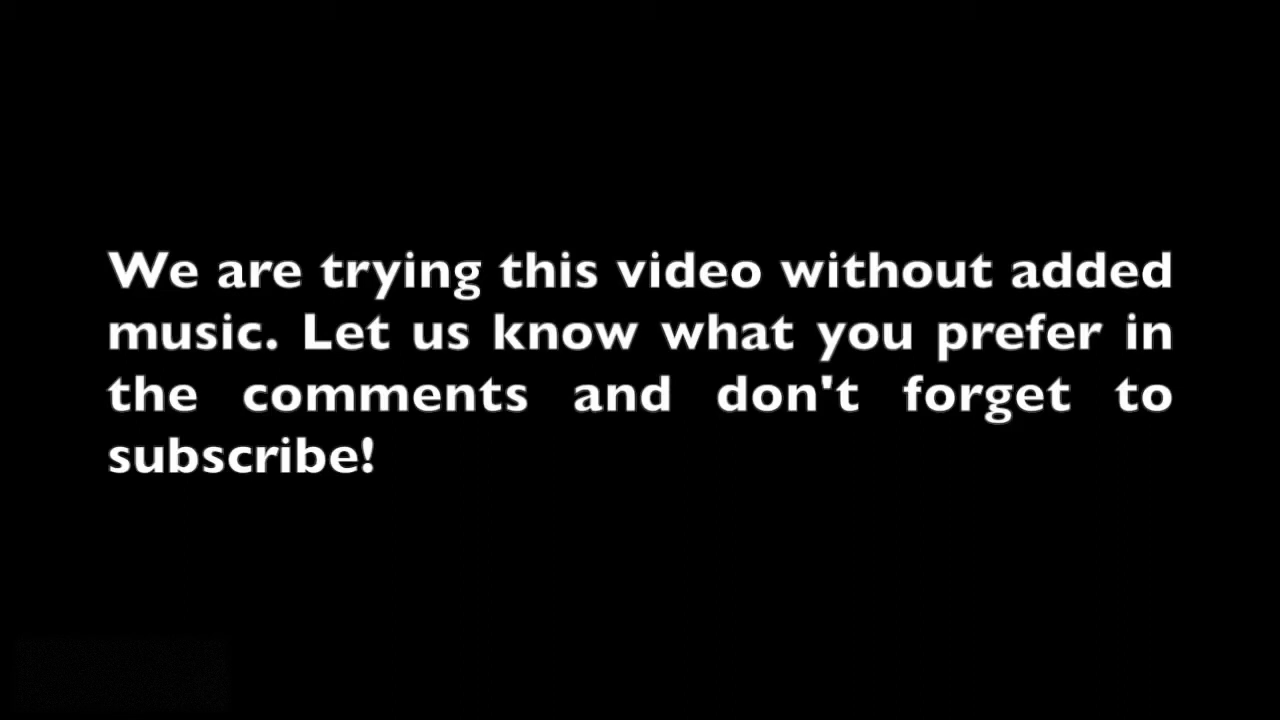 We are trying this video without added
music. Let us know what you prefer in
the comments and don't forget to
subscribe!